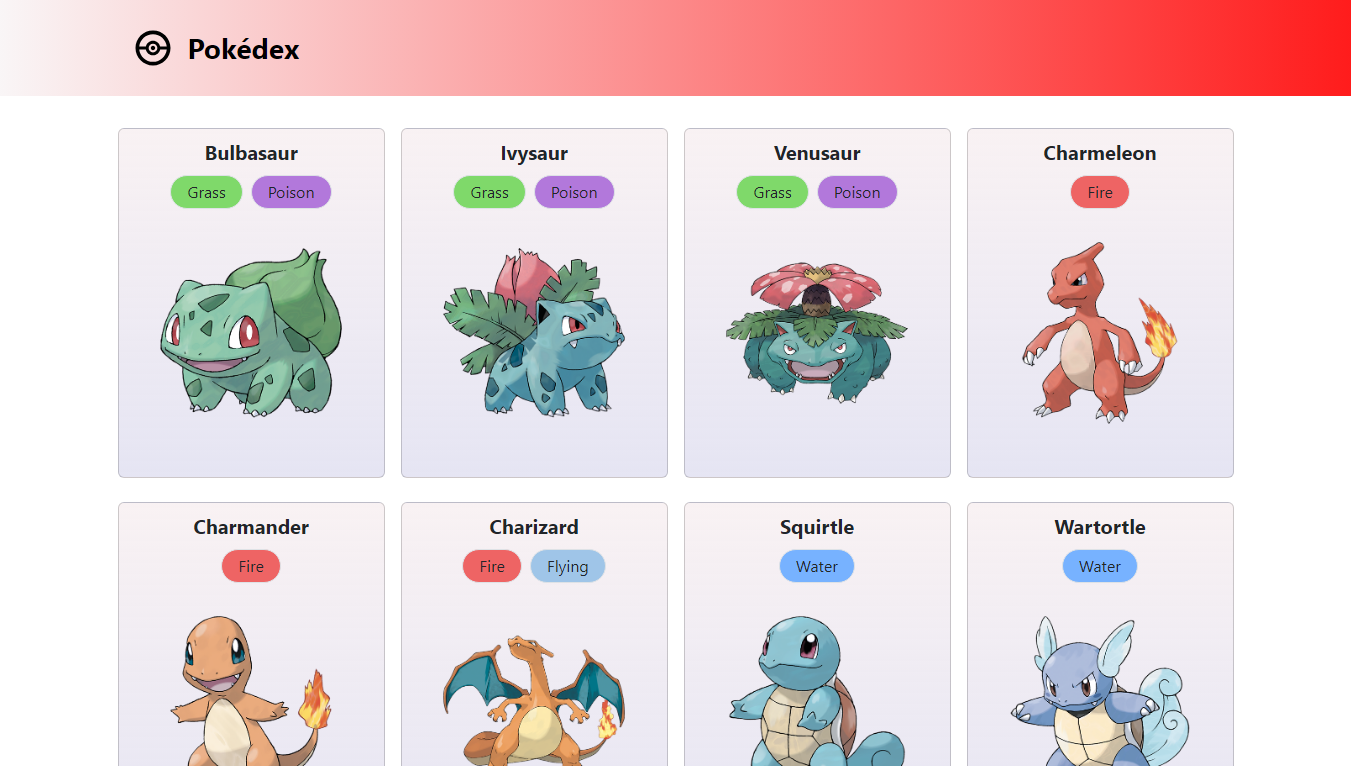 Pokédex
Bulbasaur
Grass Poison
Ivysaur
Grass Poison
Venusaur
Grass Poison
Charmeleon
Fire
Charmander
Fire
Charizard
Fire Flying
Squirtle
Water
Wartortle
Water